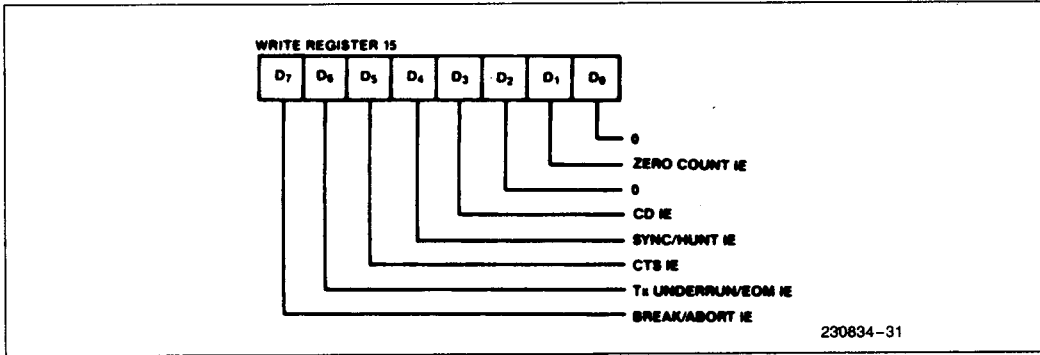 WRITE REGISTER 15
D7 D6 D5 D4 D3 D2 D1 D0
0
ZERO COUNT IE
0
CD IE
SYNC/HUNT IE
CTS IE
Tx UNDERRUN/EOM IE
BREAK/ABORT IE
230834-31